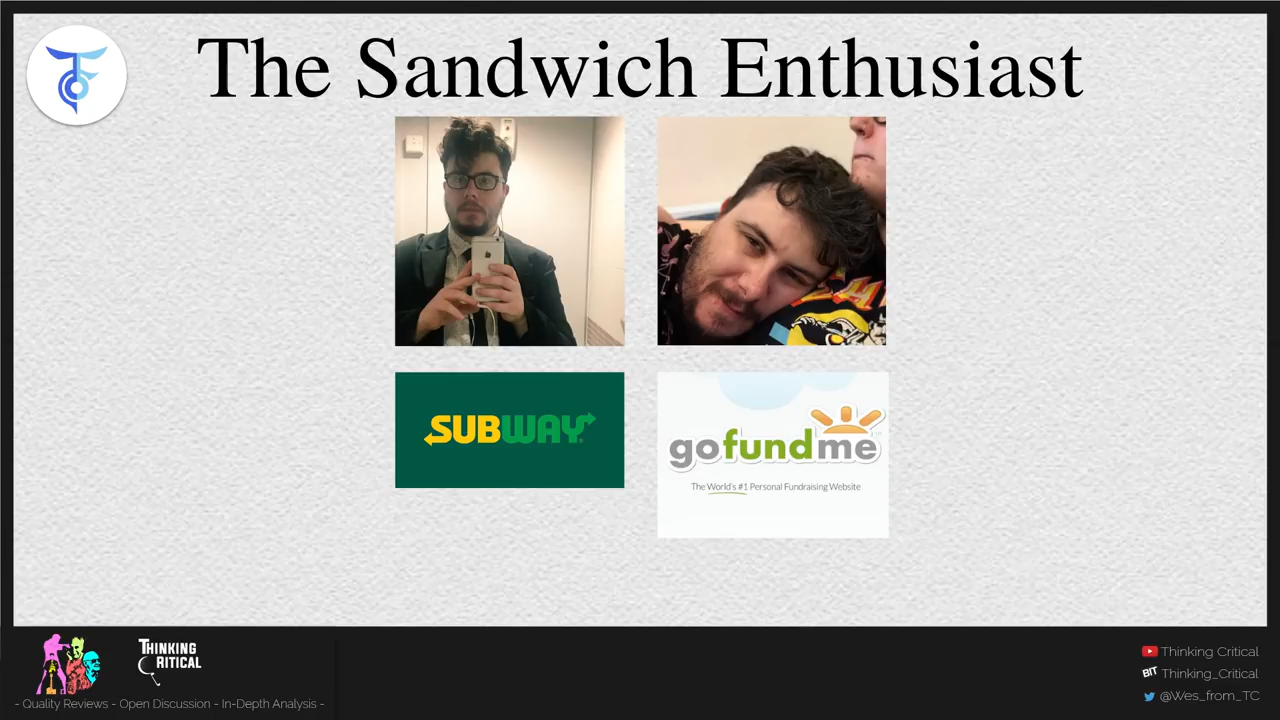 The Sandwich Enthusiast
SUBWAY
gofundme
The World's #1 Personal Fundraising Website
THINKING
CRITICAL
- Quality Reviews - Open Discussion - In-Depth Analysis -
Thinking Critical
BIT Thinking_Critical
@Wes_from_TC